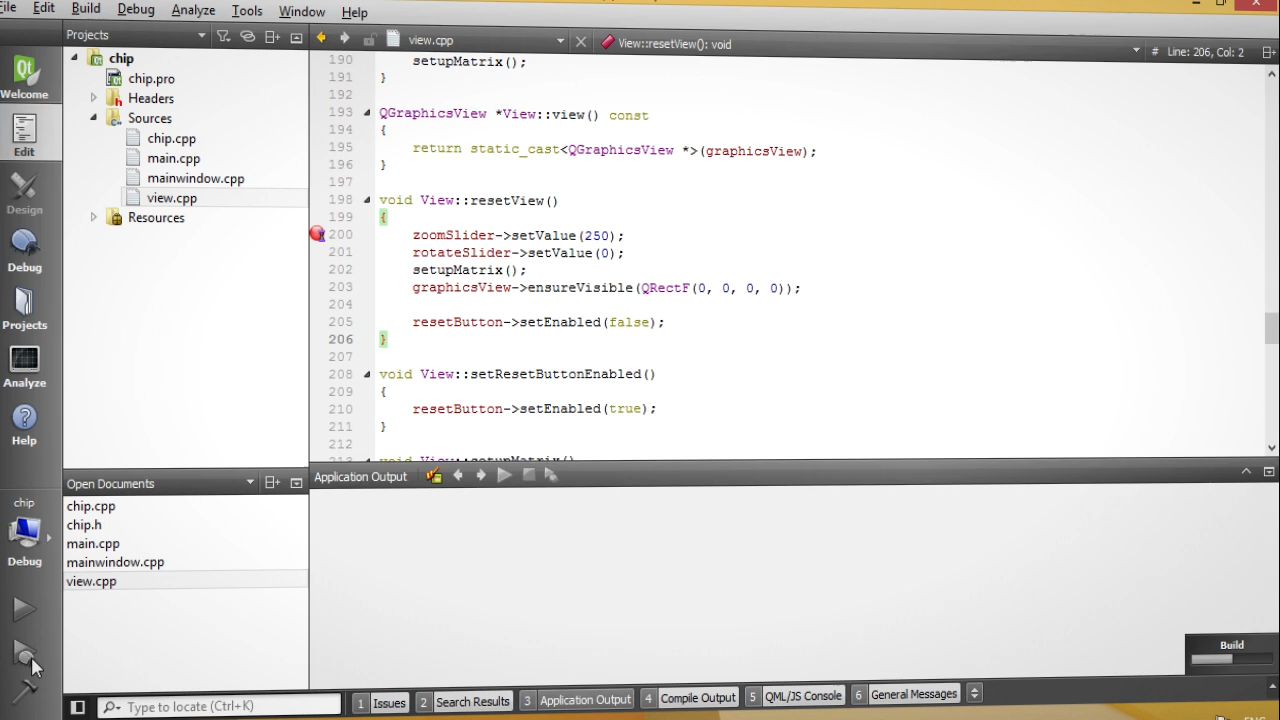 File Edit Build Debug Analyze Tools Window Help
Projects
view.cpp
View::resetView(): void
# Line: 206, Col: 2
Welcome
Edit
Design
Debug
Projects
Analyze
Help
chip
Debug
chip
chip.pro
Headers
Sources
chip.cpp
main.cpp
mainwindow.cpp
view.cpp
Resources
Open Documents
chip.cpp
chip.h
main.cpp
mainwindow.cpp
view.cpp
190 setupMatrix();
191 }
192
193 QGraphicsView *View::view() const
194 {
195 return static_cast<QGraphicsView *>(graphicsView);
196 }
197
198 void View::resetView()
199 {
200 zoomSlider->setValue(250);
201 rotateSlider->setValue(0);
202 setupMatrix();
203 graphicsView->ensureVisible(QRectF(0, 0, 0, 0));
204
205 resetButton->setEnabled(false);
206 }
207
208 void View::setResetButtonEnabled()
209 {
210 resetButton->setEnabled(true);
211 }
212
213 void View::setupMatrix()
Application Output
Build
Type to locate (Ctrl+K)
1 Issues 2 Search Results 3 Application Output 4 Compile Output 5 QML/JS Console 6 General Messages
ENG